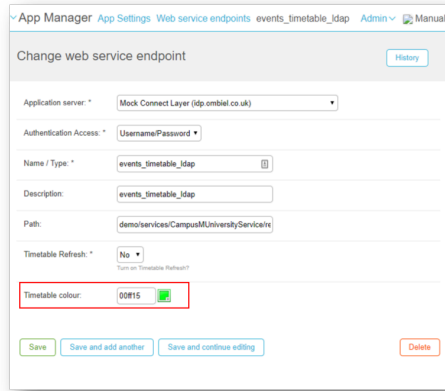 App Manager App Settings Web service endpoints events_timetable_ldap Admin Manual
Change web service endpoint
History
Application server: * Mock Connect Layer (idp.ombiel.co.uk)
Authentication Access: * Username/Password
Name / Type: * events_timetable_ldap
Description: events_timetable_ldap
Path: demo/services/CampusMUniversityService/re
Timetable Refresh: * No
Turn on Timetable Refresh?
Timetable colour: 00ff15
Save Save and add another Save and continue editing Delete